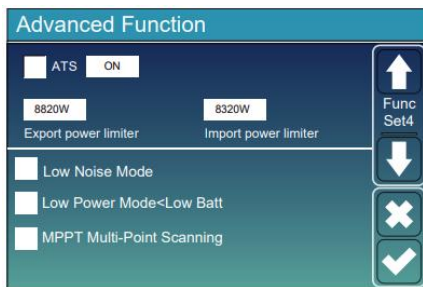 Advanced Function
ATS ON
8820W 8320W
Export power limiter Import power limiter
Low Noise Mode
Low Power Mode<Low Batt
MPPT Multi-Point Scanning
Func
Set4